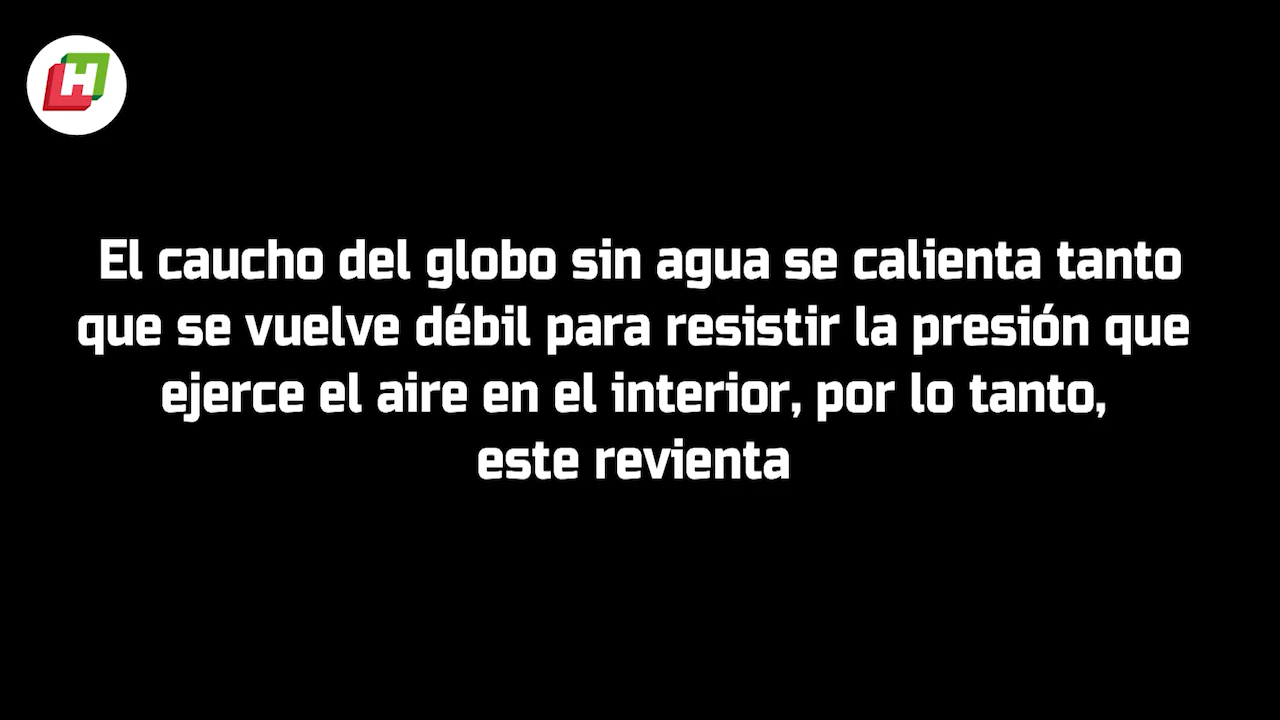 H
El caucho del globo sin agua se calienta tanto
que se vuelve débil para resistir la presión que
ejerce el aire en el interior, por lo tanto,
este revienta